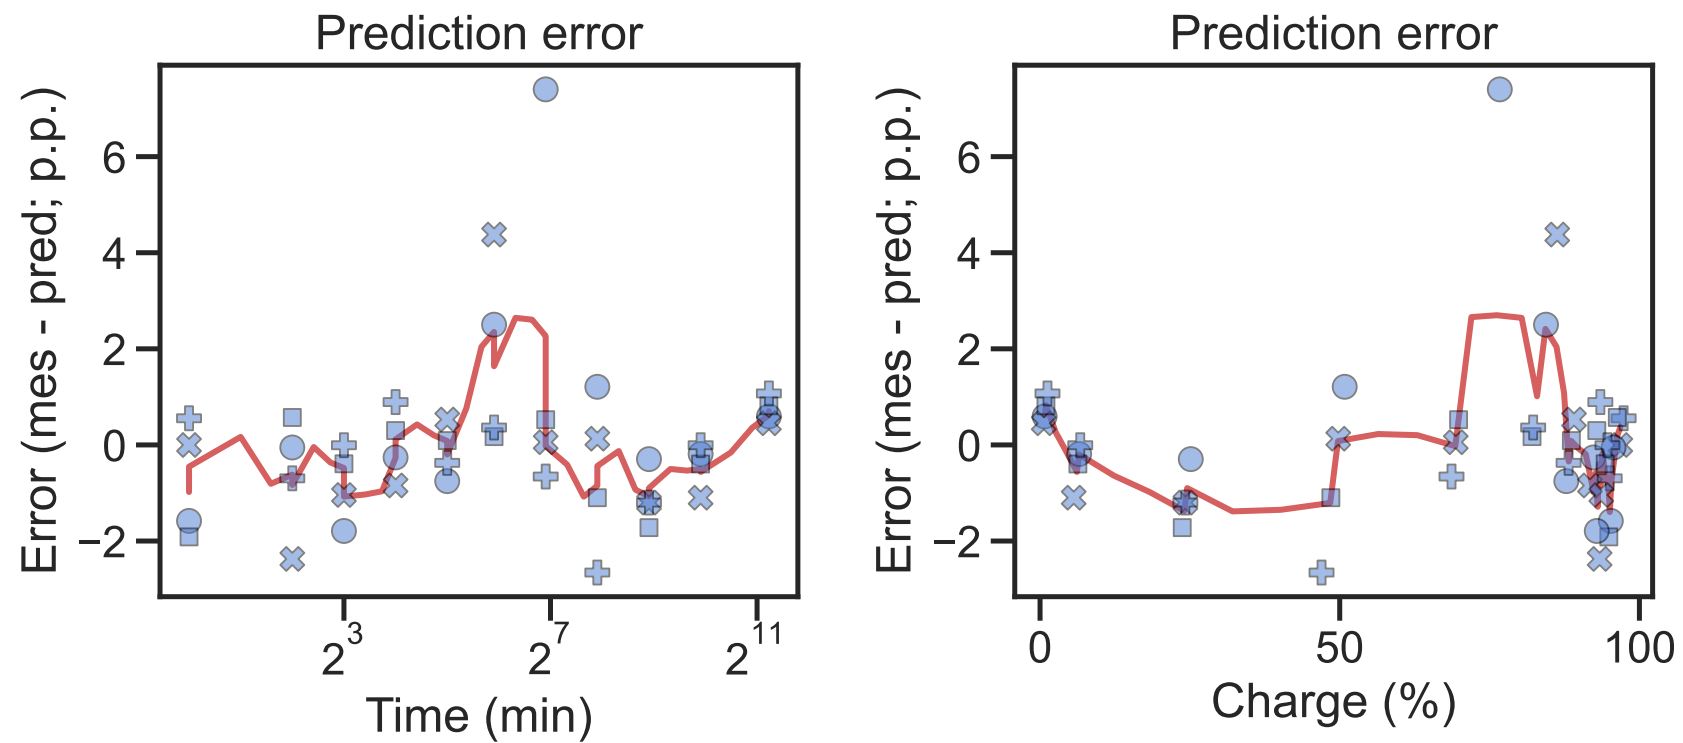 Prediction error
Error (mes - pred; p.p.)
6
4
2
0
−2
2^3
2^7
2^11
Time (min)
Prediction error
Error (mes - pred; p.p.)
6
4
2
0
−2
0
50
100
Charge (%)